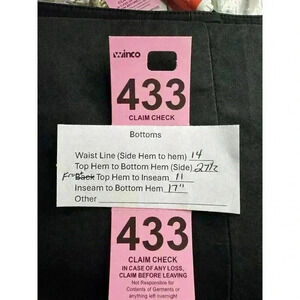 winco
433
CLAIM CHECK
Bottoms
Waist Line (Side Hem to hem) 14
Top Hem to Bottom Hem (Side) 27½
Front Back Top Hem to Inseam 11
Inseam to Bottom Hem 17"
Other
433
CLAIM CHECK
IN CASE OF ANY LOSS,
CLAIM BEFORE LEAVING
Not Responsible for
Contents of Garments or
anything left overnight